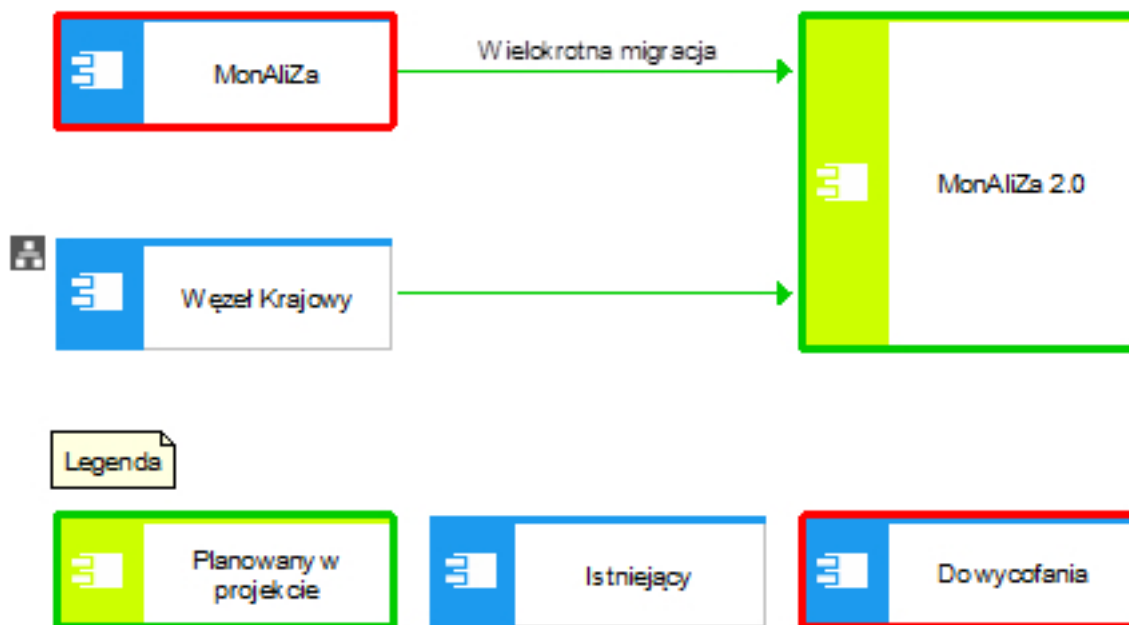 MonAliZa
Wielokrotna migracja
MonAliZa 2.0
Węzeł Krajowy
Legenda
Planowany w
projekcie
Istniejący
Do wycofania